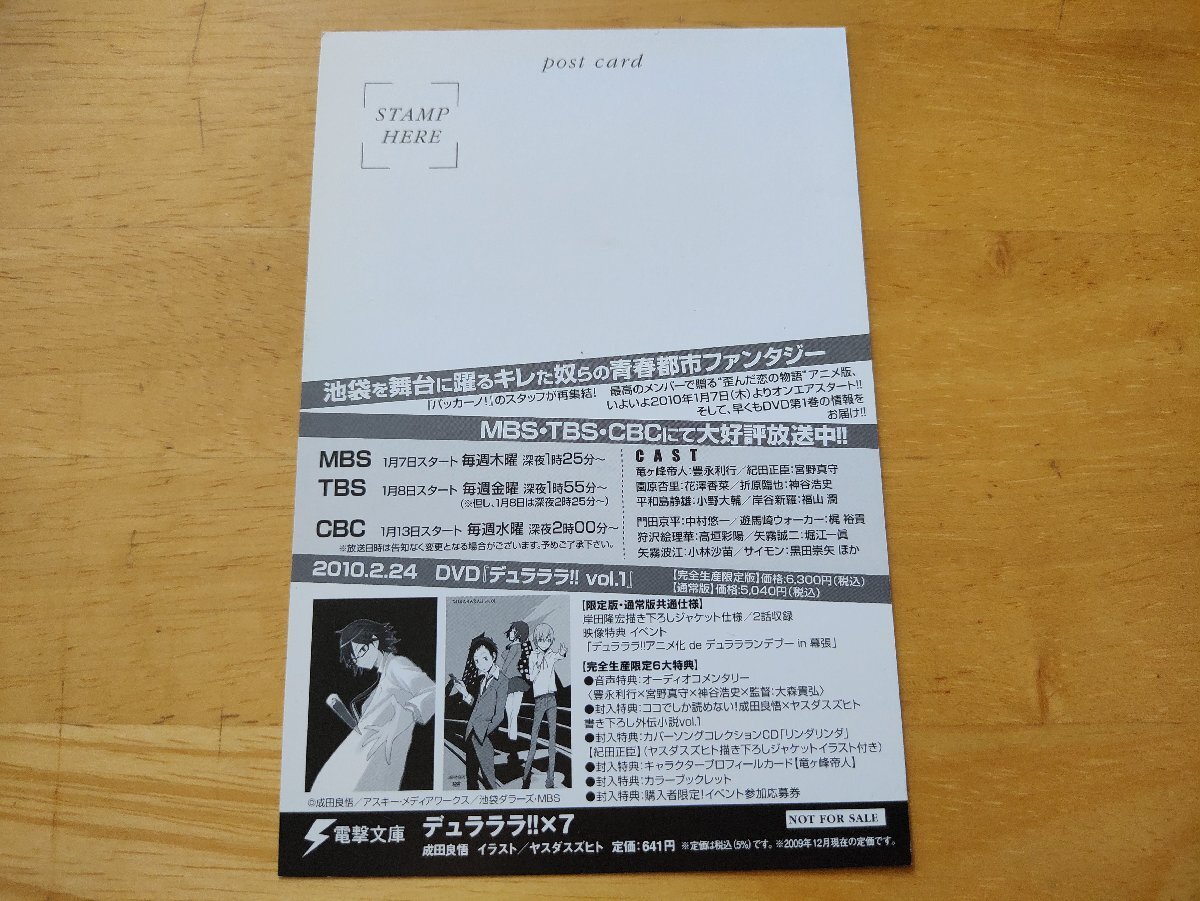 post card
STAMP
HERE
池袋を舞台に躍るキレた奴らの青春都市ファンタジー
『バッカーノ!』のスタッフが再集結! 最高のメンバーで贈る"歪んだ恋の物語"アニメ版、
いよいよ2010年1月7日(木)よりオンエアスタート!!
そして、早くもDVD第1巻の情報を
お届け!!
MBS・TBS・CBCにて大好評放送中!!
MBS 1月7日スタート 毎週木曜 深夜1時25分〜
TBS 1月8日スタート 毎週金曜 深夜1時55分〜
(※但し、1月8日は深夜2時25分〜)
CBC 1月13日スタート 毎週水曜 深夜2時00分〜
※放送日時は告知なく変更となる場合がございます。予めご了承下さい。
CAST
竜ヶ峰帝人:豊永利行/紀田正臣:宮野真守
園原杏里:花澤香菜/折原臨也:神谷浩史
平和島静雄:小野大輔/岸谷新羅:福山 潤
門田京平:中村悠一/遊馬崎ウォーカー:梶 裕貴
狩沢絵理華:高垣彩陽/矢霧誠二:堀江一眞
矢霧波江:小林沙苗/サイモン:黒田崇矢 ほか
2010.2.24 DVD『デュラララ!! vol.1』
【完全生産限定版】価格:6,300円(税込)
【通常版】価格:5,040円(税込)
【限定版・通常版共通仕様】
岸田隆宏描き下ろしジャケット仕様/2話収録
映像特典 イベント
「デュラララ!!アニメ化 de デュララランデブー in 幕張」
【完全生産限定6大特典】
●音声特典:オーディオコメンタリー
〈豊永利行×宮野真守×神谷浩史×監督:大森貴弘〉
●封入特典:ココでしか読めない!成田良悟×ヤスダスズヒト
書き下ろし外伝小説vol.1
●封入特典:カバーソングコレクションCD「リンダリンダ」
【紀田正臣】(ヤスダスズヒト描き下ろしジャケットイラスト付き)
●封入特典:キャラクタープロフィールカード【竜ヶ峰帝人】
●封入特典:カラーブックレット
●封入特典:購入者限定!イベント参加応募券
©成田良悟/アスキー・メディアワークス/池袋ダラーズ・MBS
NOT FOR SALE
電撃文庫 デュラララ!!×7
成田良悟 イラスト/ヤスダスズヒト 定価:641円 ※定価は税込(5%)です。※2009年12月現在の定価です。